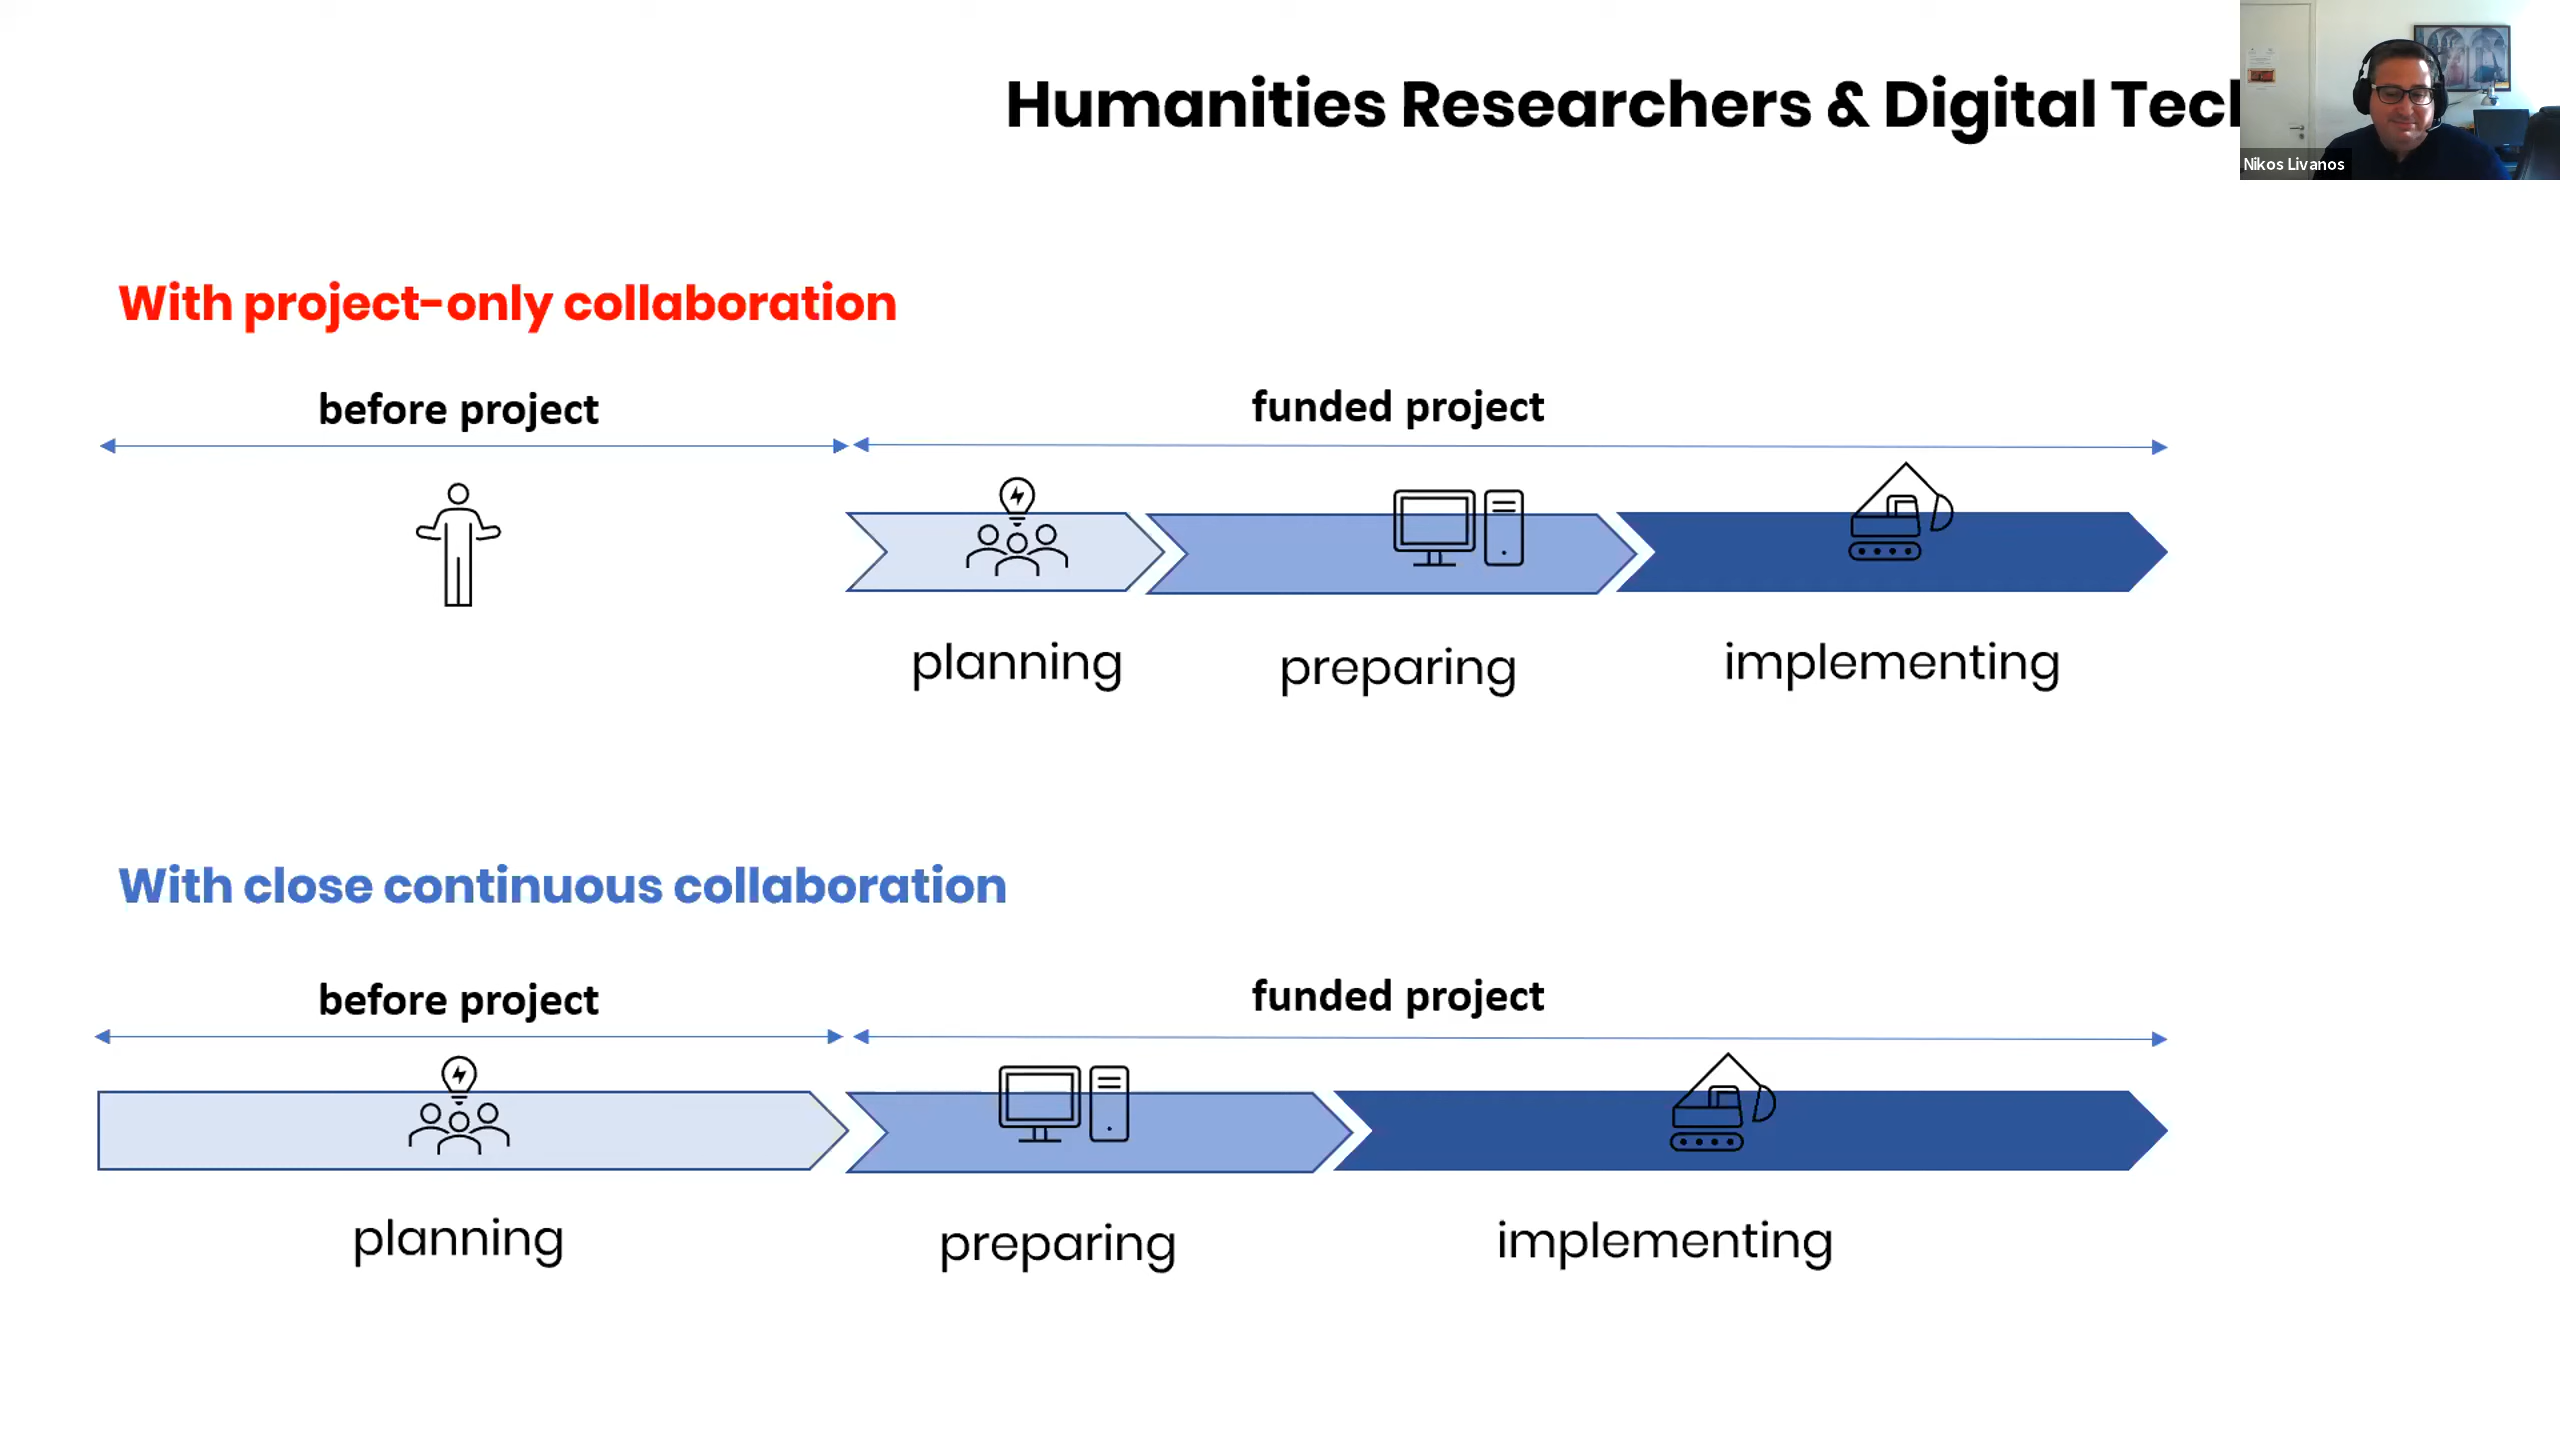 Humanities Researchers & Digital Tec
Nikos Livanos
With project-only collaboration
before project
funded project
planning
preparing
implementing
With close continuous collaboration
before project
funded project
planning
preparing
implementing